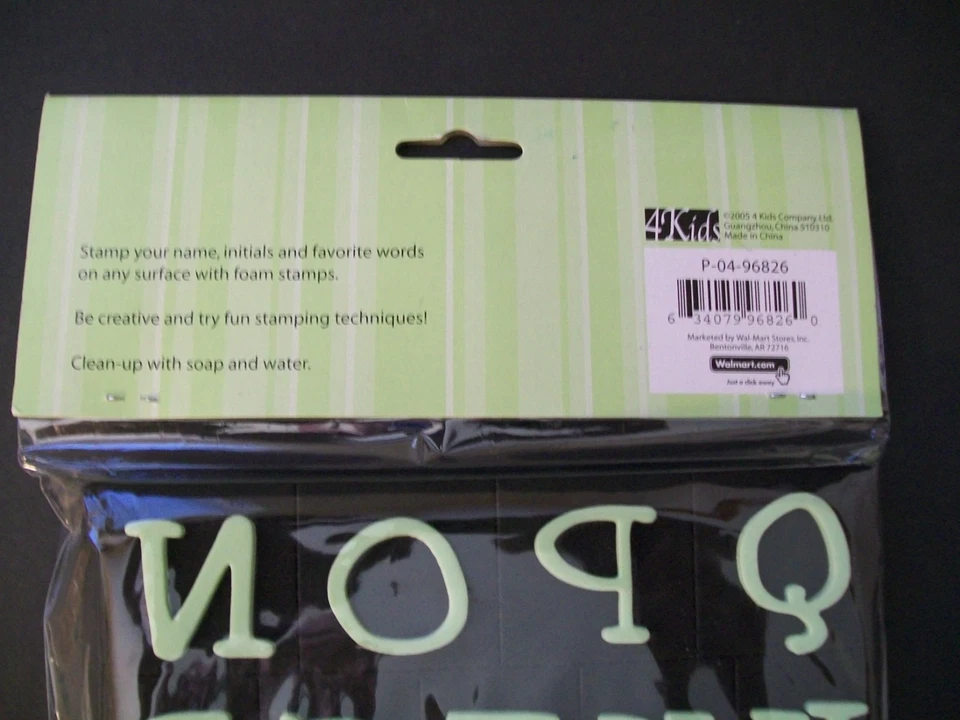 Stamp your name, initials and favorite words
on any surface with foam stamps.
Be creative and try fun stamping techniques!
Clean-up with soap and water.
4Kids
©2005 4 Kids Company Ltd.
Guangzhou, China 510310
Made in China
P-04-96826
6 34079 96826 0
Marketed by Wal-Mart Stores, Inc.
Bentonville, AR 72716
Walmart.com
Just a click away
N O P Q